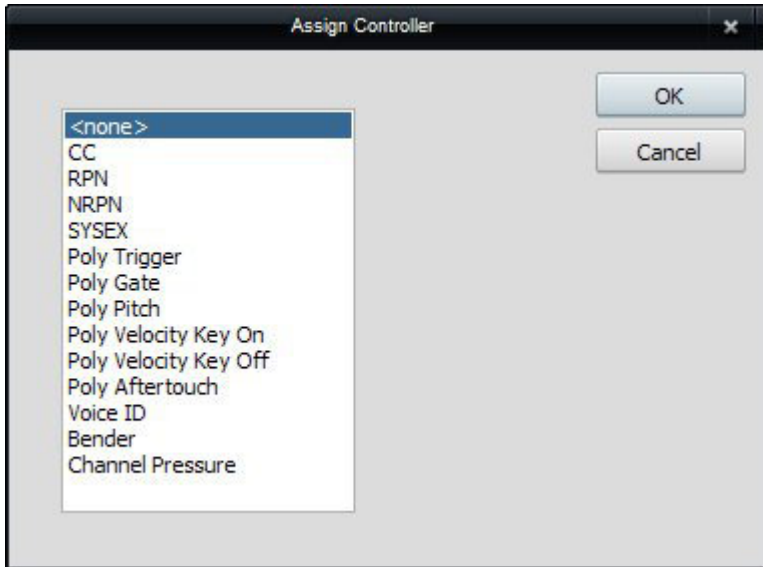 Assign Controller
OK
Cancel
<none>
CC
RPN
NRPN
SYSEX
Poly Trigger
Poly Gate
Poly Pitch
Poly Velocity Key On
Poly Velocity Key Off
Poly Aftertouch
Voice ID
Bender
Channel Pressure